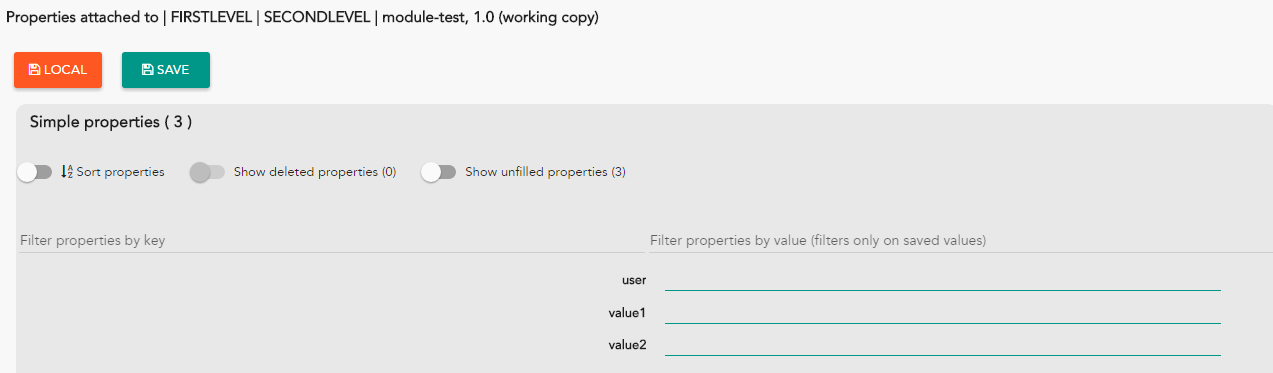 Properties attached to | FIRSTLEVEL | SECONDLEVEL | module-test, 1.0 (working copy)
LOCAL SAVE
Simple properties ( 3 )
Sort properties Show deleted properties (0) Show unfilled properties (3)
Filter properties by key Filter properties by value (filters only on saved values)
user
value1
value2